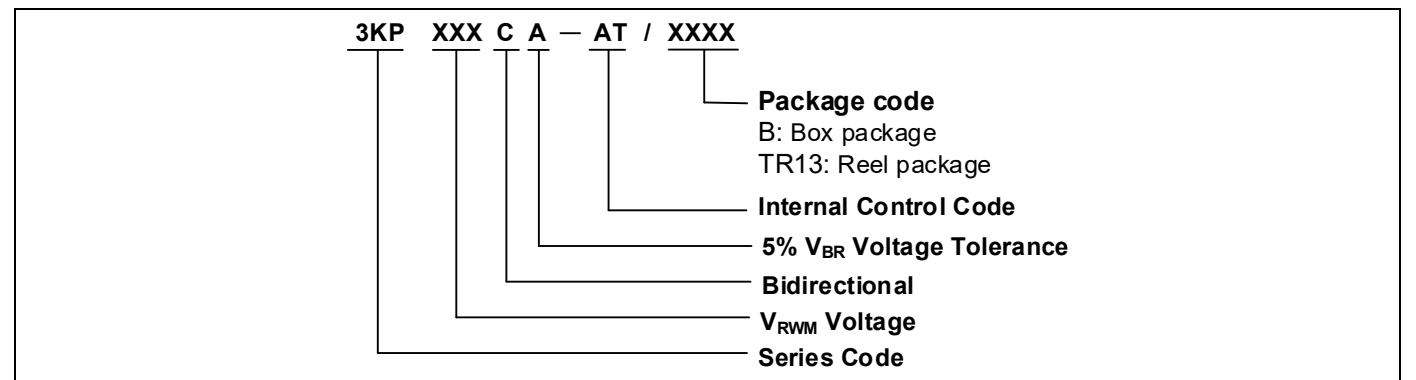 3KP XXX C A — AT / XXXX
Package code
B: Box package
TR13: Reel package
Internal Control Code
5% VBR Voltage Tolerance
Bidirectional
VRWM Voltage
Series Code